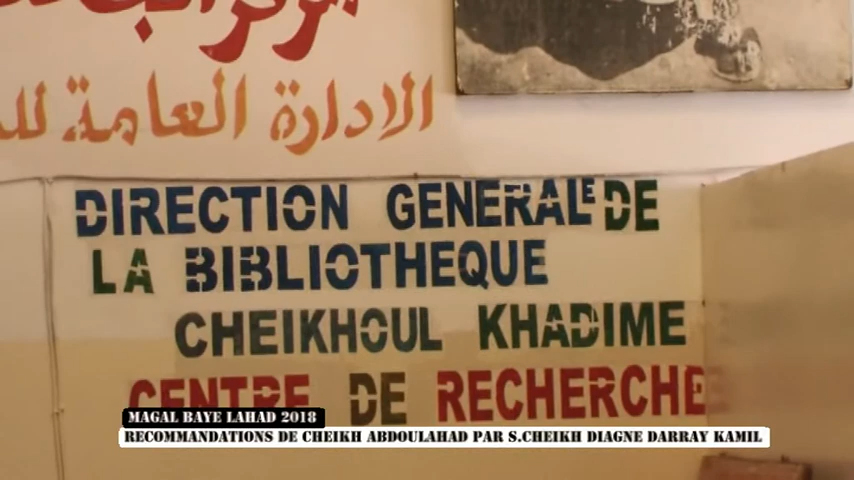 الادارة العامة
DIRECTION GENERALE DE
LA BIBLIOTHEQUE
CHEIKHOUL KHADIME
CENTRE DE RECHERCHE
MAGAL BAYE LAHAD 2018
RECOMMANDATIONS DE CHEIKH ABDOULAHAD PAR S.CHEIKH DIAGNE DARRAY KAMIL